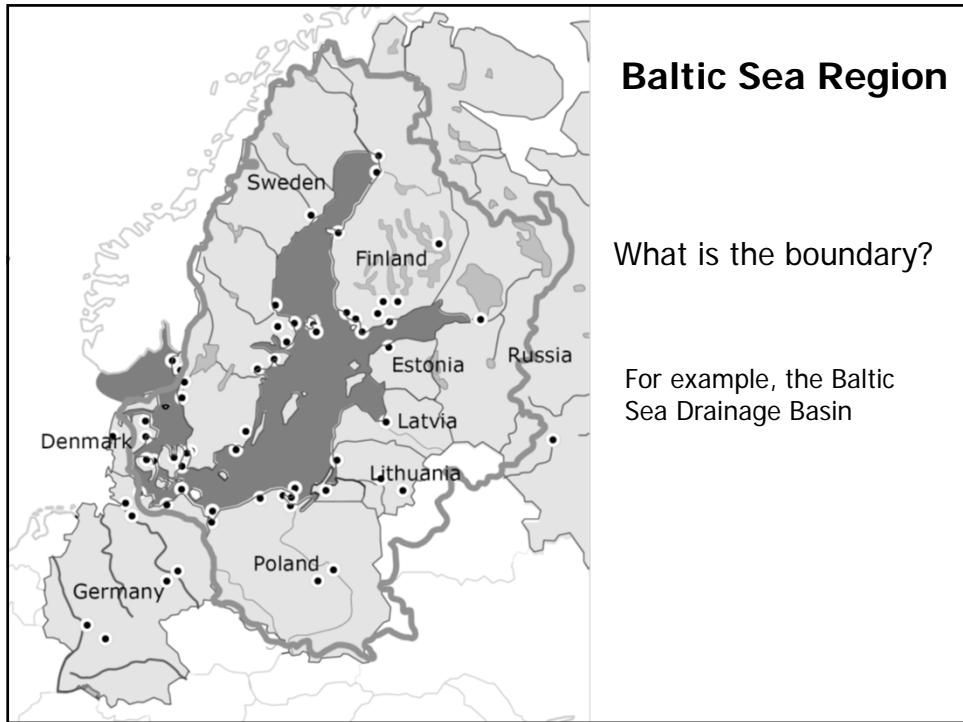 Baltic Sea Region
What is the boundary?
For example, the Baltic
Sea Drainage Basin
Sweden
Finland
Estonia
Russia
Latvia
Denmark
Lithuania
Poland
Germany